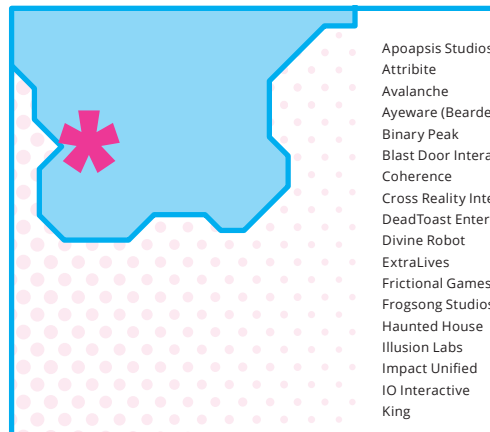 Apoapsis Studios
Attribite
Avalanche
Ayeware (Bearde
Binary Peak
Blast Door Intera
Coherence
Cross Reality Inte
DeadToast Enter
Divine Robot
ExtraLives
Frictional Games
Frogsong Studios
Haunted House
Illusion Labs
Impact Unified
IO Interactive
King